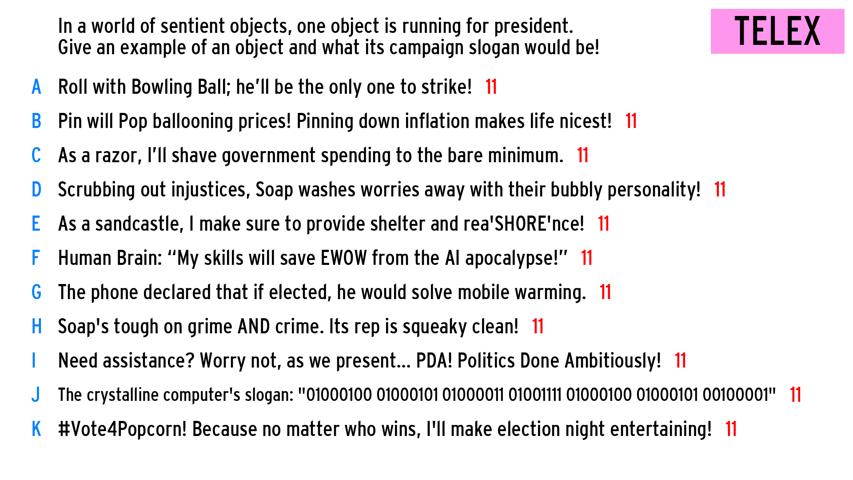 In a world of sentient objects, one object is running for president.
Give an example of an object and what its campaign slogan would be!
TELEX
A Roll with Bowling Ball; he'll be the only one to strike! 11
B Pin will Pop ballooning prices! Pinning down inflation makes life nicest! 11
C As a razor, I'll shave government spending to the bare minimum. 11
D Scrubbing out injustices, Soap washes worries away with their bubbly personality! 11
E As a sandcastle, I make sure to provide shelter and rea'SHORE'nce! 11
F Human Brain: “My skills will save EWOW from the AI apocalypse!” 11
G The phone declared that if elected, he would solve mobile warming. 11
H Soap's tough on grime AND crime. Its rep is squeaky clean! 11
I Need assistance? Worry not, as we present... PDA! Politics Done Ambitiously! 11
J The crystalline computer's slogan: "01000100 01000101 01000011 01001111 01000100 01000101 00100001" 11
K #Vote4Popcorn! Because no matter who wins, I'll make election night entertaining! 11